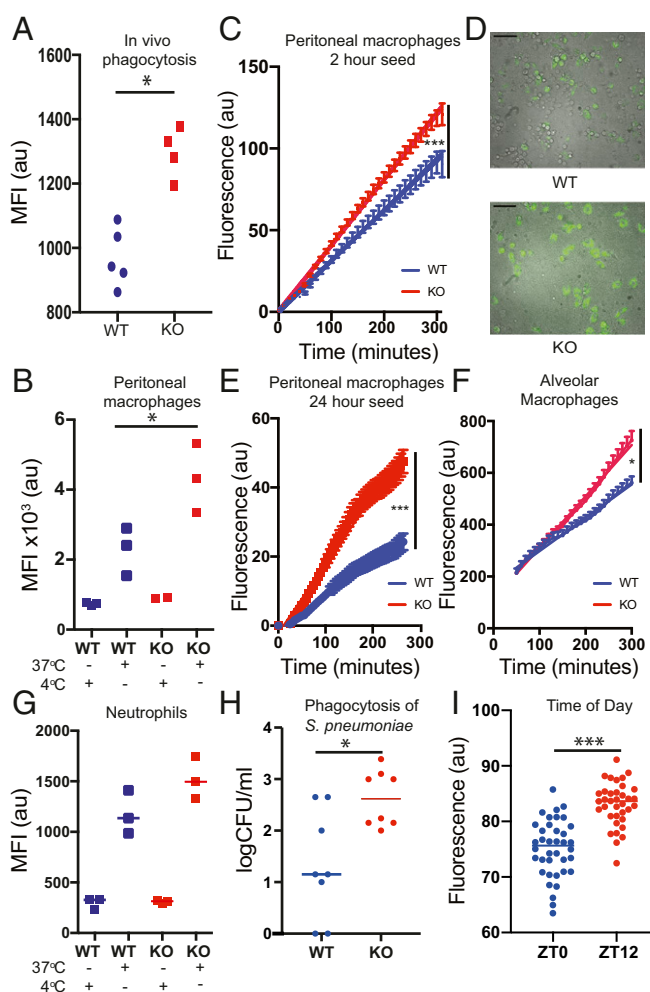 A
In vivo
phagocytosis
*
MFI
(au)
1400
1200
1000
800
WT
KO
C
Peritoneal macrophages
2 hour seed
Fluorescence (au)
150
100
50
0
***
WT
KO
0
100
200
300
Time (minutes)
D
WT
KO
B
Peritoneal
macrophages
*
MFI x10³ (au)
6
4
2
0
WT
WT
KO
KO
37ºC - + - +
4ºC + - + -
E
Peritoneal macrophages
24 hour seed
Fluorescence (au)
60
40
20
0
***
WT
KO
0
100
200
300
Time (minutes)
F
Alveolar
Macrophages
Fluorescence (au)
800
600
400
200
0
*
WT
KO
0
100
200
300
Time (minutes)
G
Neutrophils
MFI (au)
2000
1500
1000
500
0
WT
WT
KO
KO
37ºC - + - +
4ºC + - + -
H
Phagocytosis of
S. pneumoniae
*
logCFU/ml
4
3
2
1
0
WT
KO
I
Time of Day
***
Fluorescence (au)
100
90
80
70
60
ZT0
ZT12